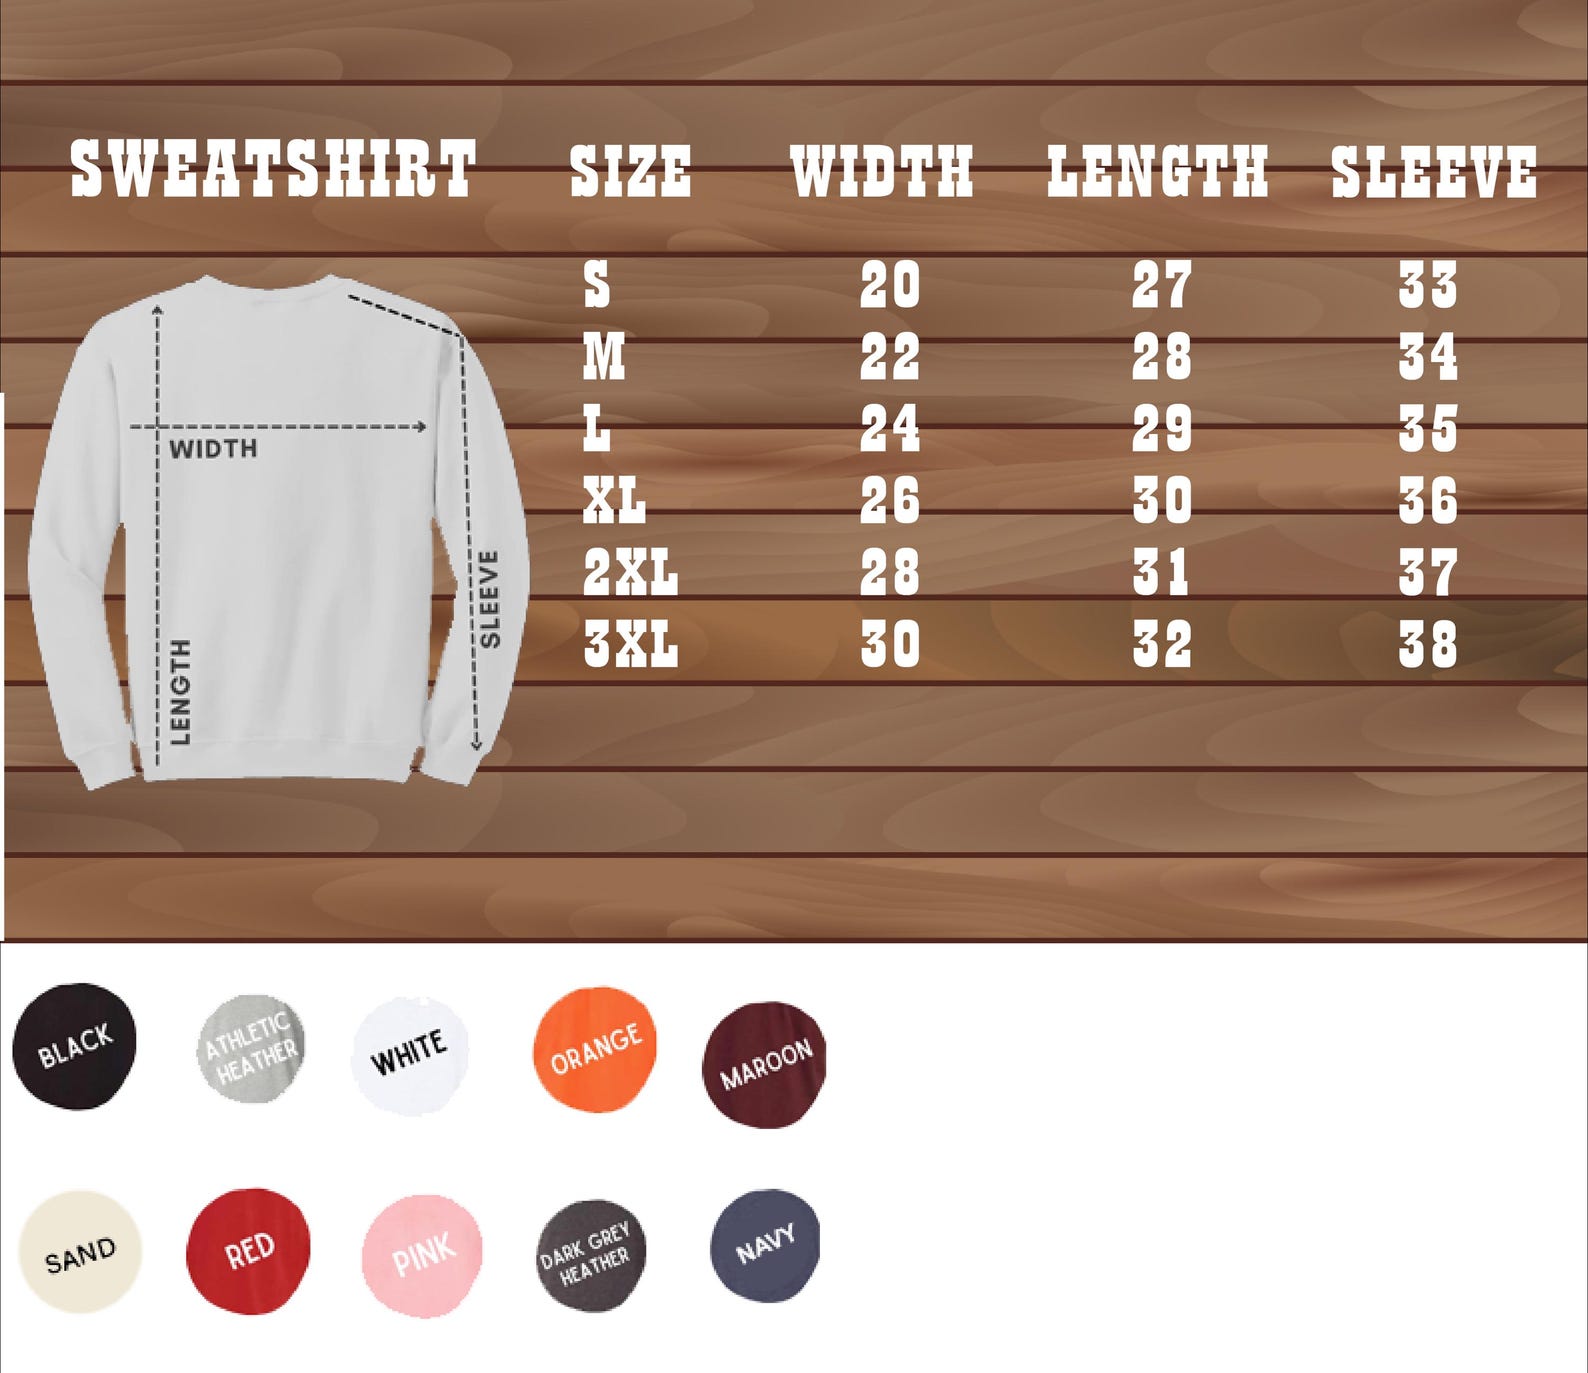 SWEATSHIRT SIZE WIDTH LENGTH SLEEVE
S 20 27 33
M 22 28 34
L 24 29 35
XL 26 30 36
2XL 28 31 37
3XL 30 32 38
WIDTH
LENGTH
SLEEVE
BLACK
ATHLETIC
HEATHER
WHITE
ORANGE
MAROON
SAND
RED
PINK
DARK GREY
HEATHER
NAVY